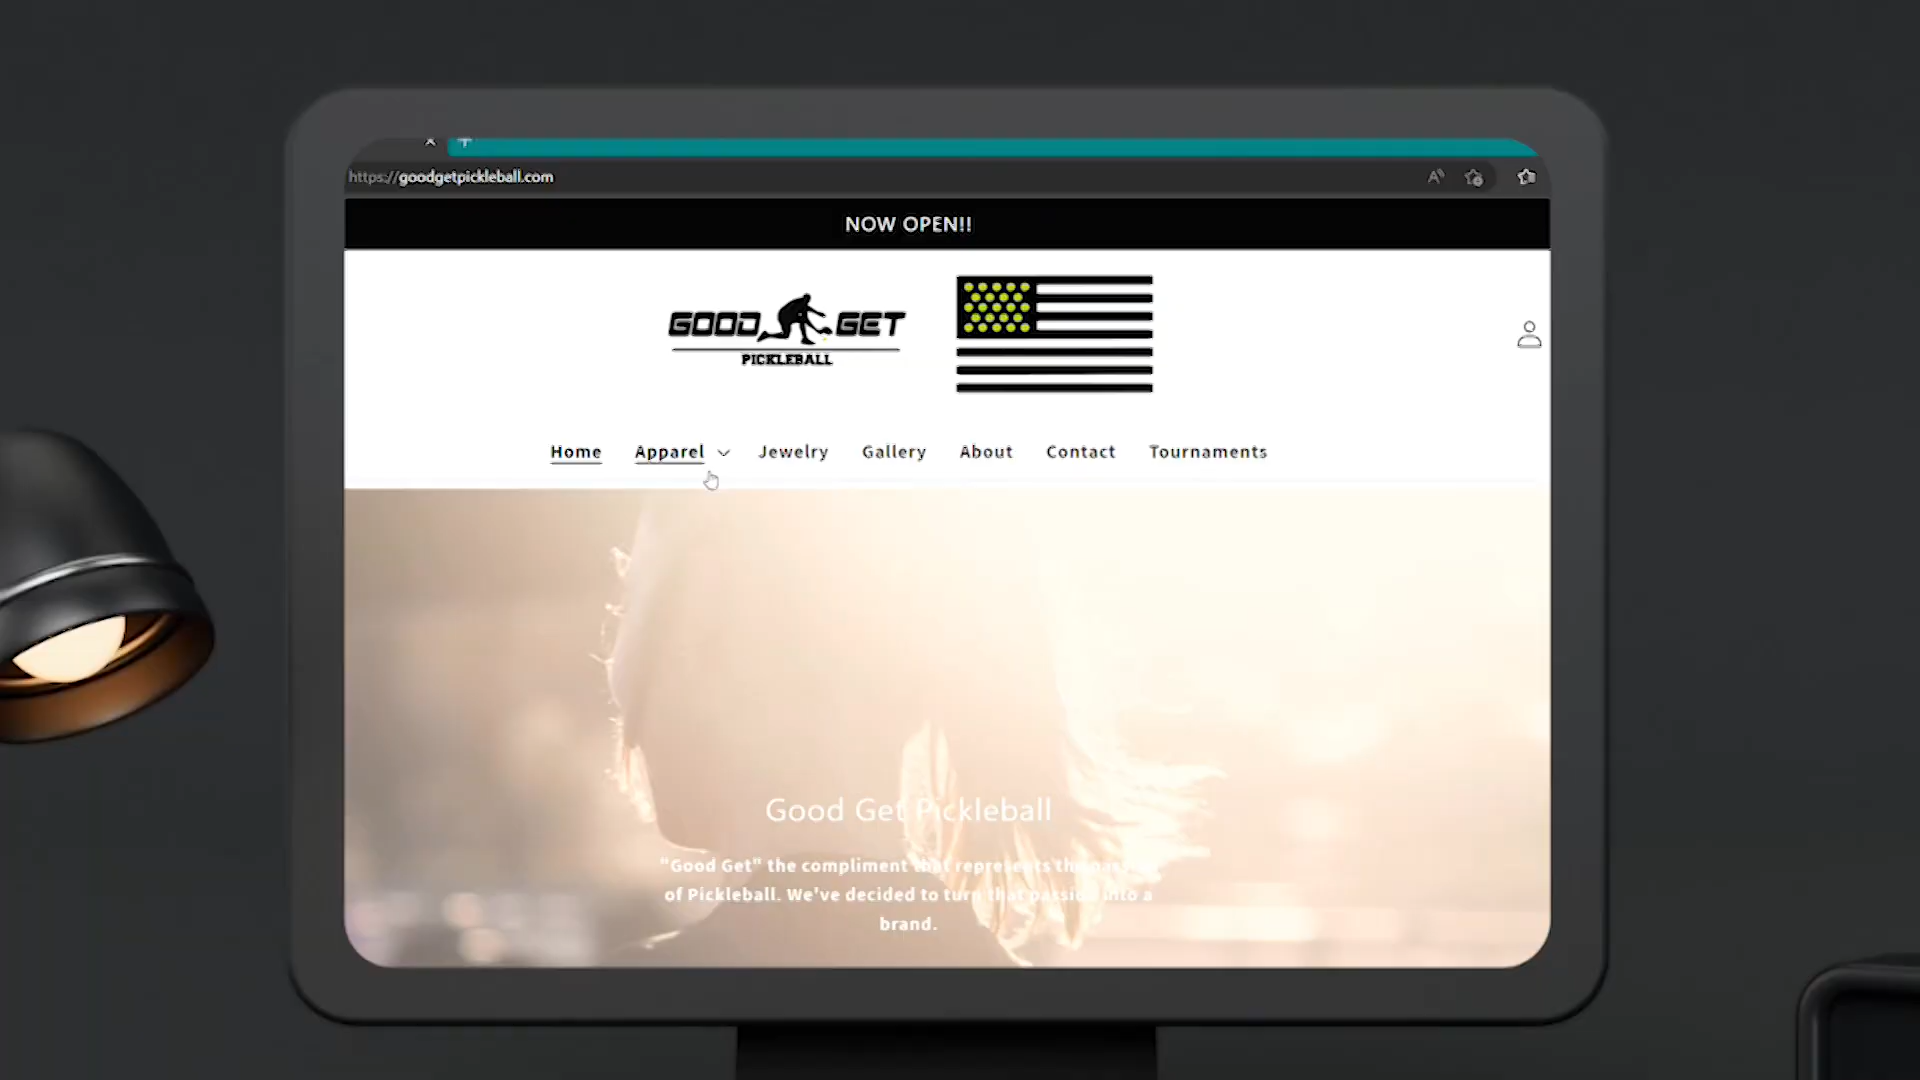 https://goodgetpickleball.com
NOW OPEN!!
GOOD GET
PICKLEBALL
Home Apparel Jewelry Gallery About Contact Tournaments
Good Get Pickleball
"Good Get" the compliment that represents the
of Pickleball. We've decided to turn that passion into a
brand.